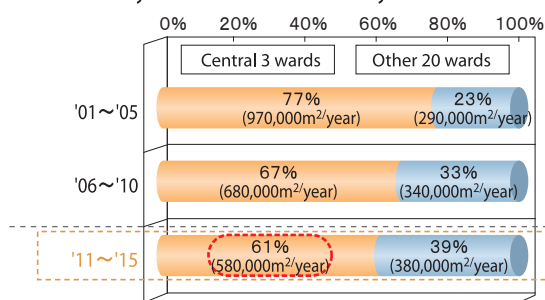 0% 20% 40% 60% 80% 100%
Central 3 wards Other 20 wards
'01～'05
77% 23%
(970,000m²/year) (290,000m²/year)
'06～'10
67% 33%
(680,000m²/year) (340,000m²/year)
'11～'15
61% 39%
(580,000m²/year) (380,000m²/year)